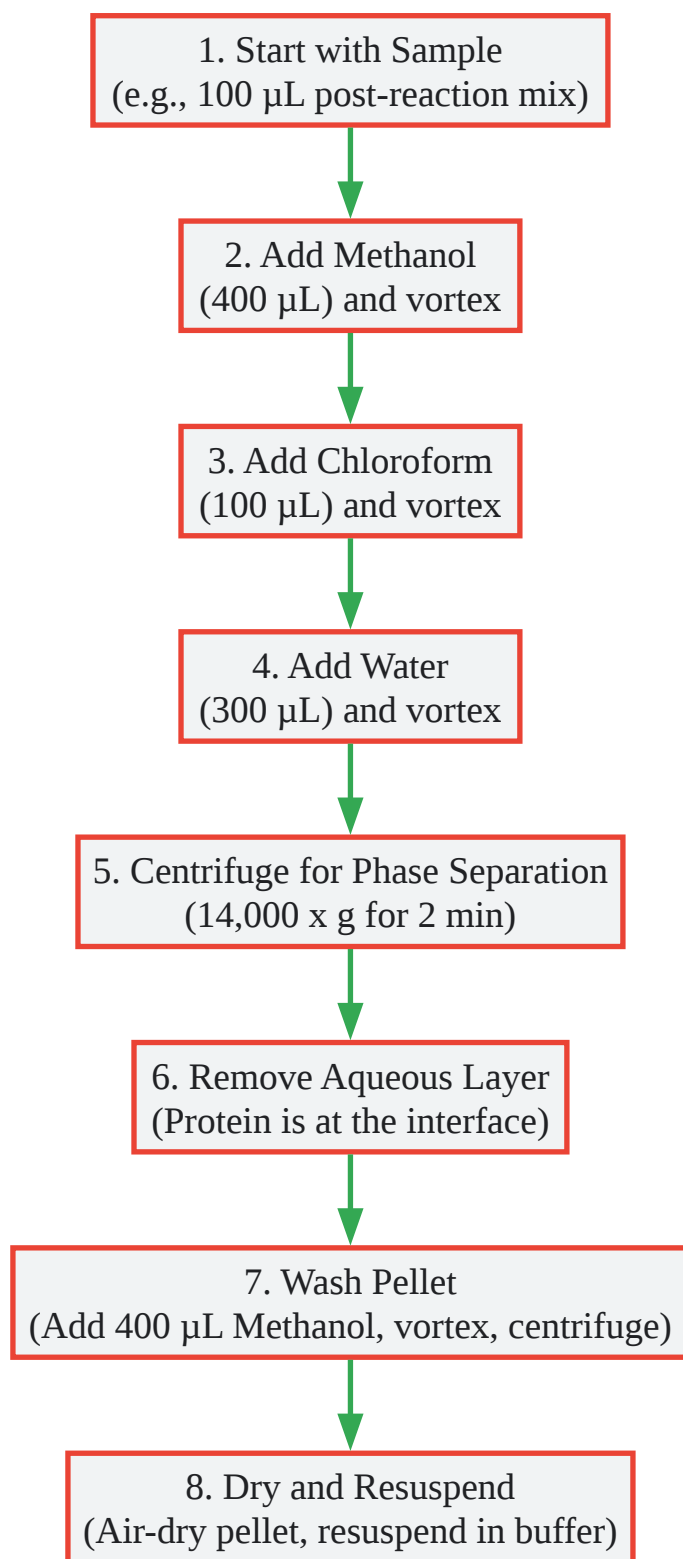 1. Start with Sample
(e.g., 100 µL post-reaction mix)
2. Add Methanol
(400 µL) and vortex
3. Add Chloroform
(100 µL) and vortex
4. Add Water
(300 µL) and vortex
5. Centrifuge for Phase Separation
(14,000 x g for 2 min)
6. Remove Aqueous Layer
(Protein is at the interface)
7. Wash Pellet
(Add 400 µL Methanol, vortex, centrifuge)
8. Dry and Resuspend
(Air-dry pellet, resuspend in buffer)